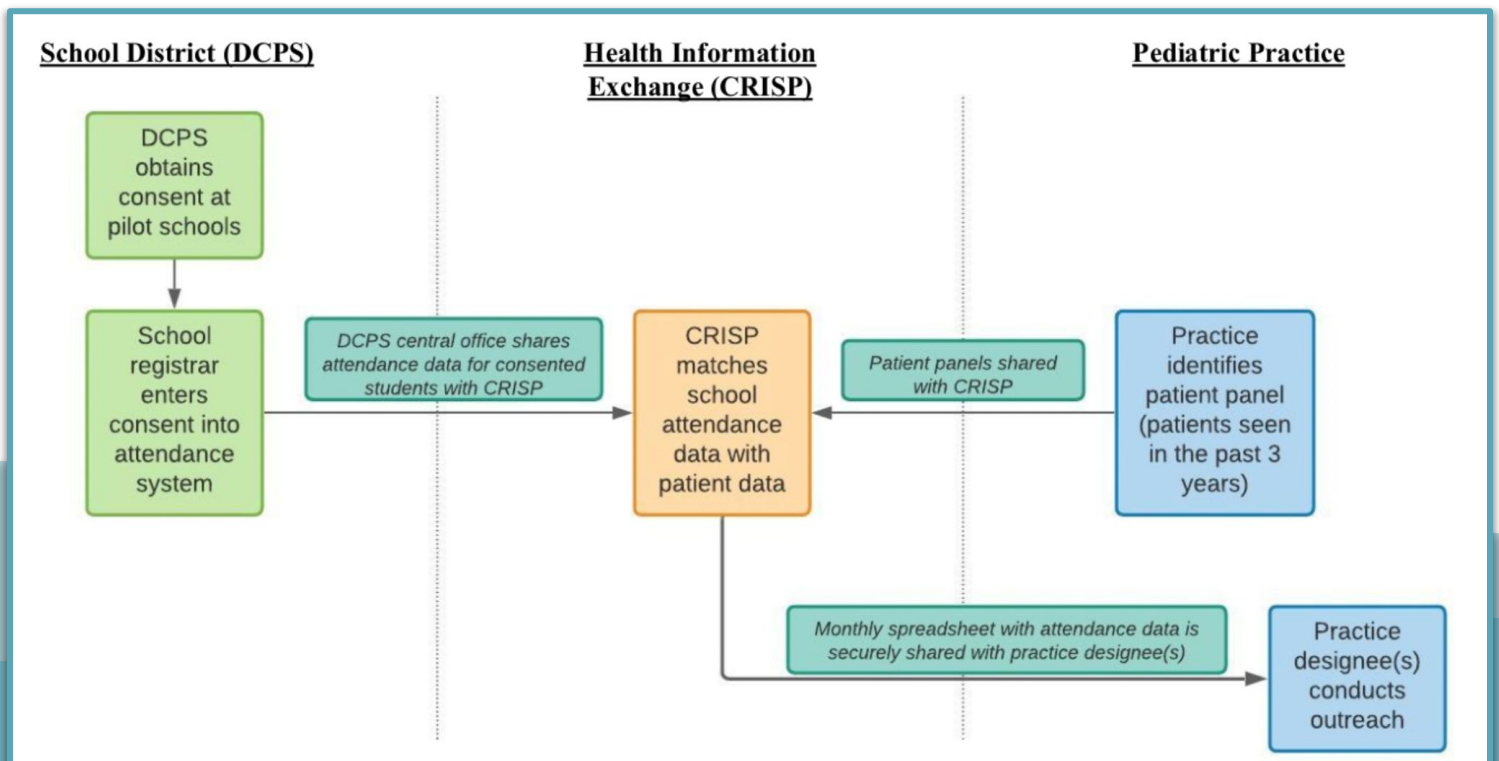 School District (DCPS)
Health Information
Exchange (CRISP)
Pediatric Practice
DCPS
obtains
consent at
pilot schools
School
registrar
enters
consent into
attendance
system
DCPS central office shares
attendance data for consented
students with CRISP
CRISP
matches
school
attendance
data with
patient data
Patient panels shared
with CRISP
Practice
identifies
patient panel
(patients seen
in the past 3
years)
Monthly spreadsheet with attendance data is
securely shared with practice designee(s)
Practice
designee(s)
conducts
outreach